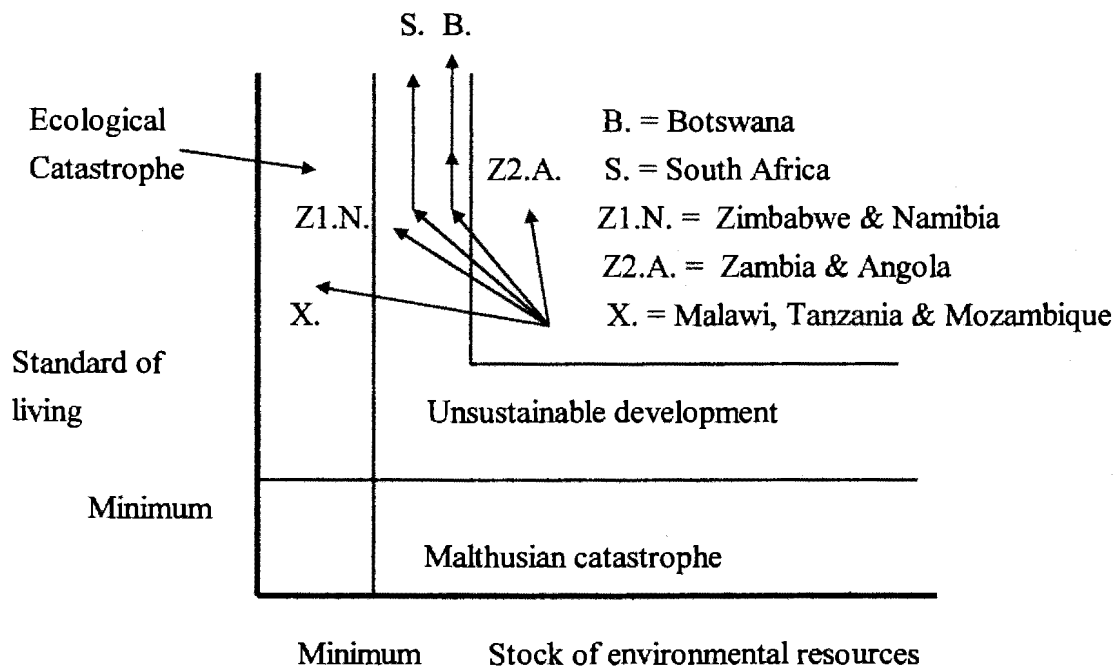 S. B.
Ecological
Catastrophe
B. = Botswana
Z2.A.
S. = South Africa
Z1.N.
Z1.N. = Zimbabwe & Namibia
Z2.A. = Zambia & Angola
X.
X. = Malawi, Tanzania & Mozambique
Standard of
living
Unsustainable development
Minimum
Malthusian catastrophe
Minimum
Stock of environmental resources